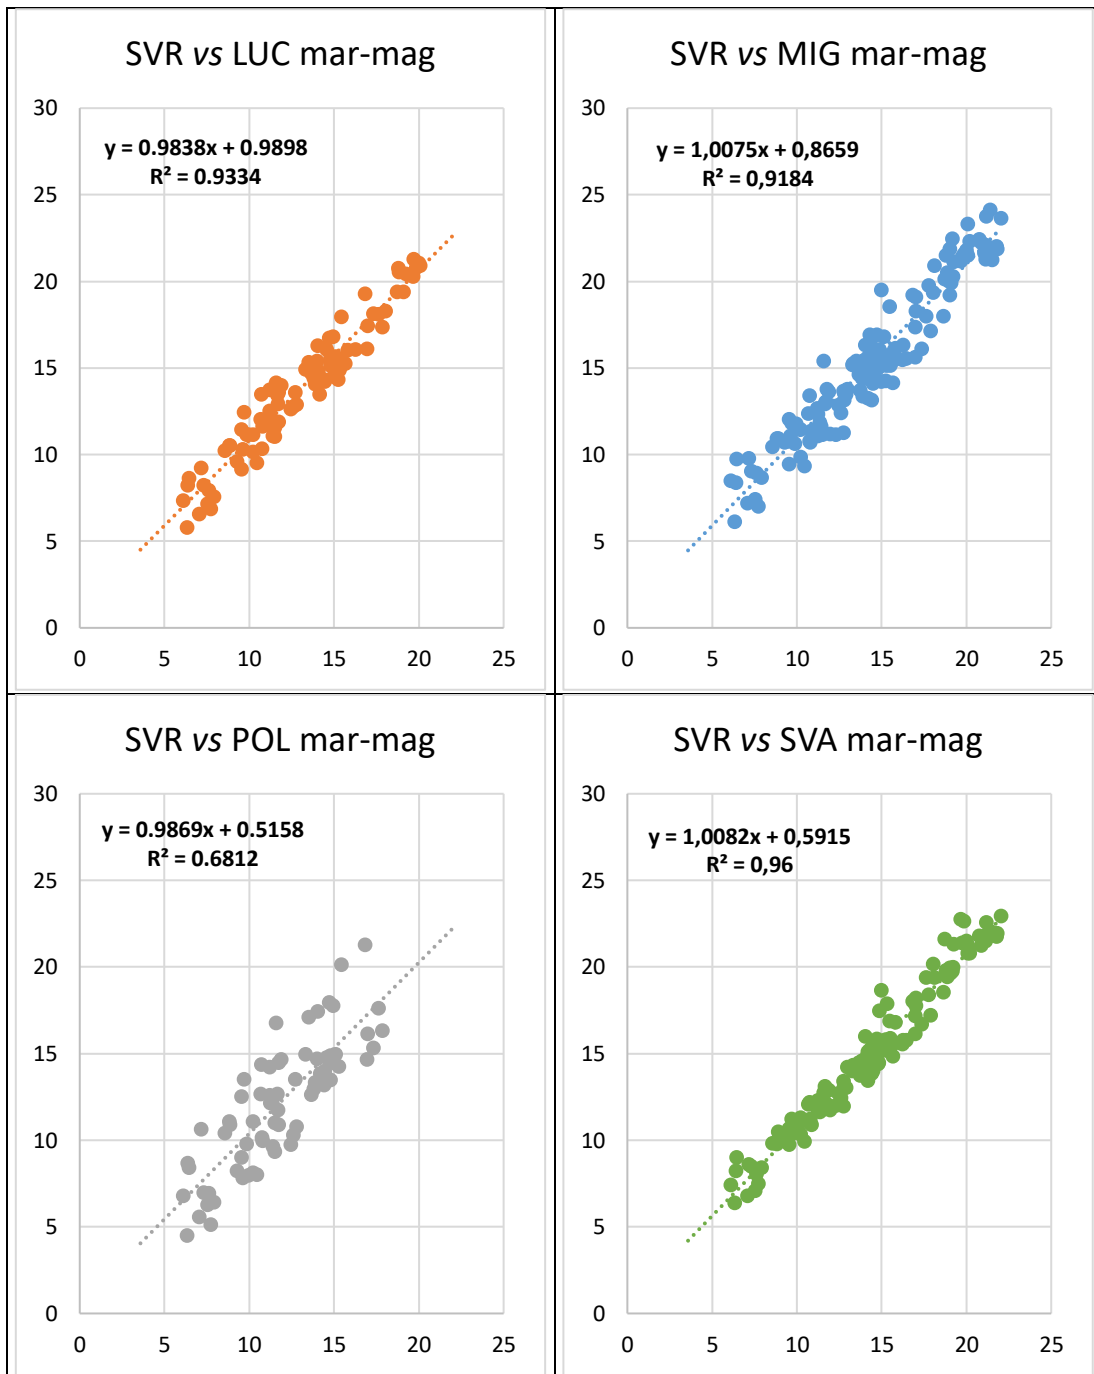 SVR vs LUC mar-mag
30
25
20
15
10
5
0
y = 0.9838x + 0.9898
R² = 0.9334
0 5 10 15 20 25
SVR vs MIG mar-mag
30
25
20
15
10
5
0
y = 1,0075x + 0,8659
R² = 0,9184
0 5 10 15 20 25
SVR vs POL mar-mag
30
25
20
15
10
5
0
y = 0.9869x + 0.5158
R² = 0.6812
0 5 10 15 20 25
SVR vs SVA mar-mag
30
25
20
15
10
5
0
y = 1,0082x + 0,5915
R² = 0,96
0 5 10 15 20 25